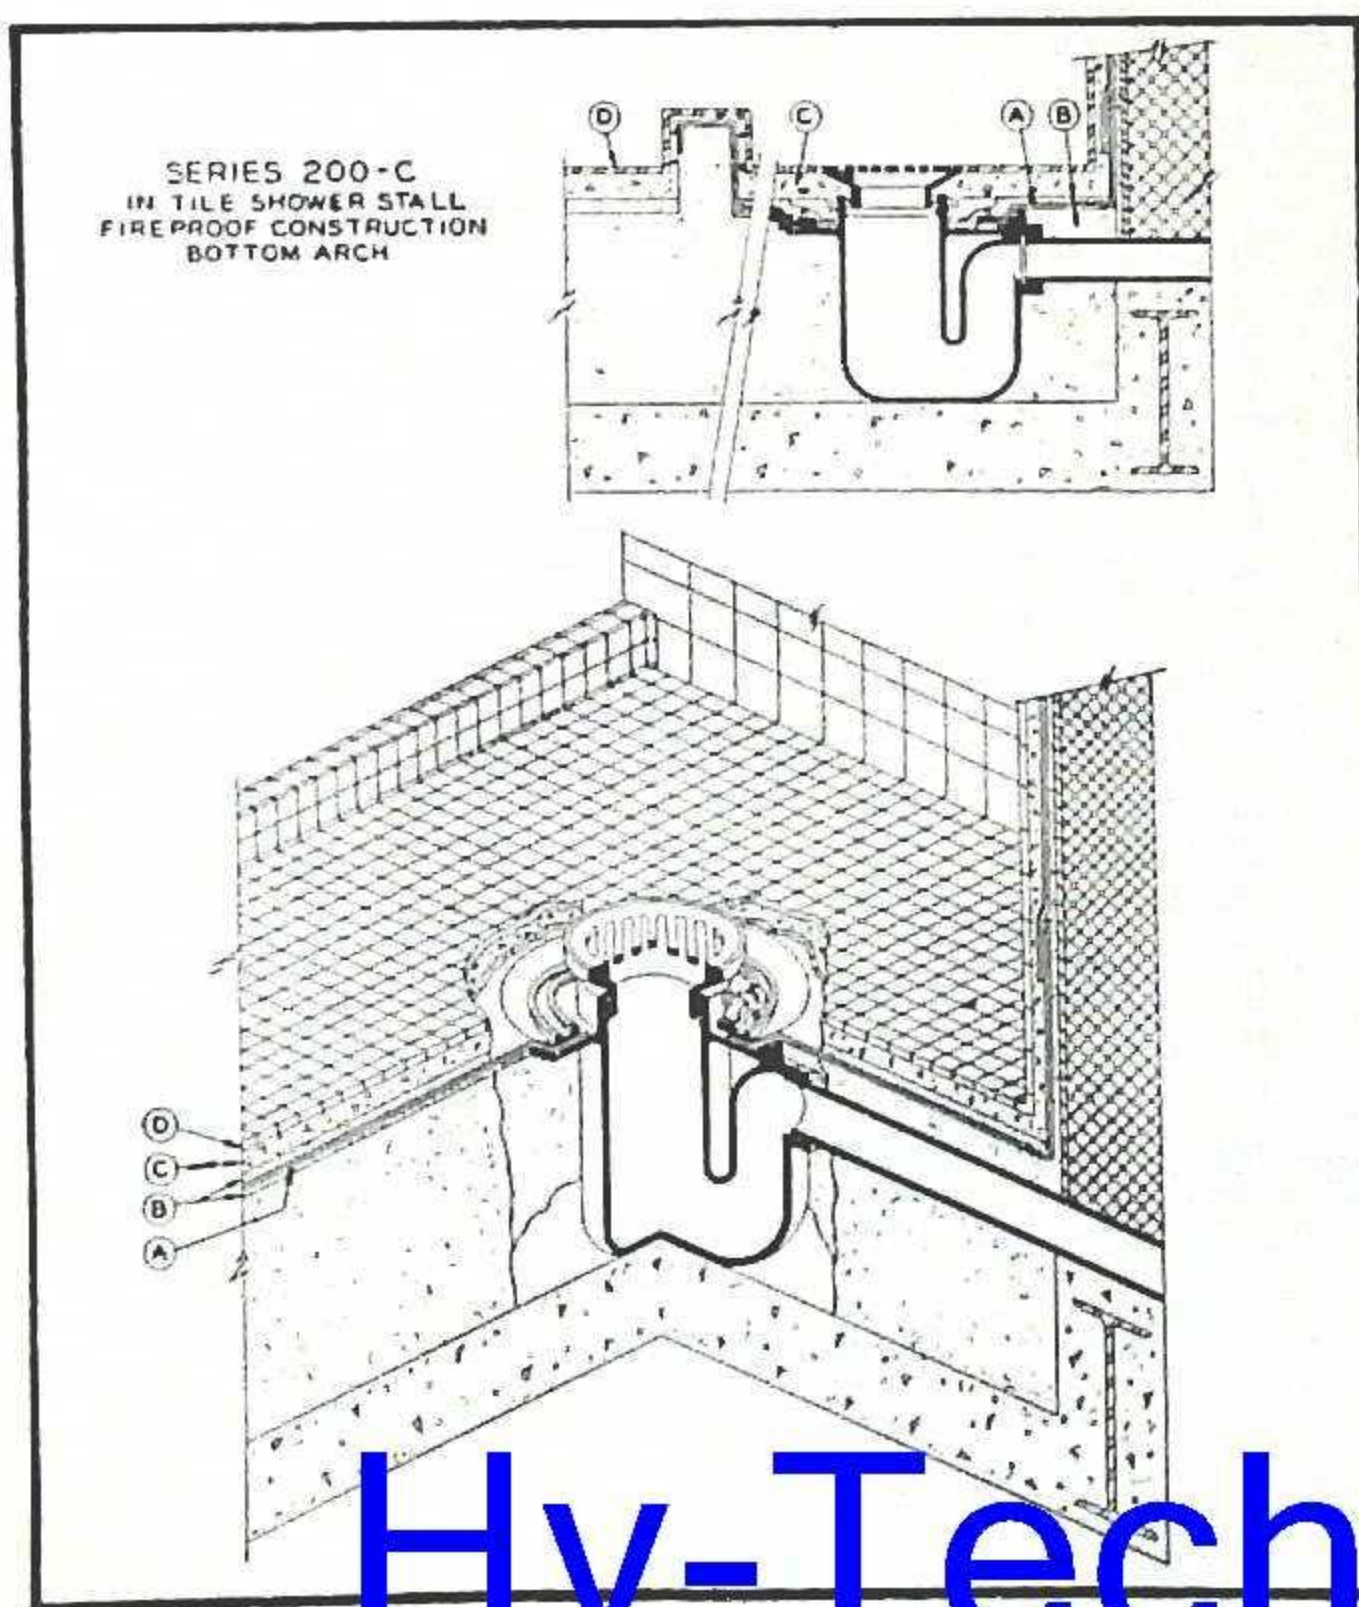 SERIES 200-C
IN TILE SHOWER STALL
FIREPROOF CONSTRUCTION
BOTTOM ARCH
D
C
A
B
D
C
B
A
Hy-Tech